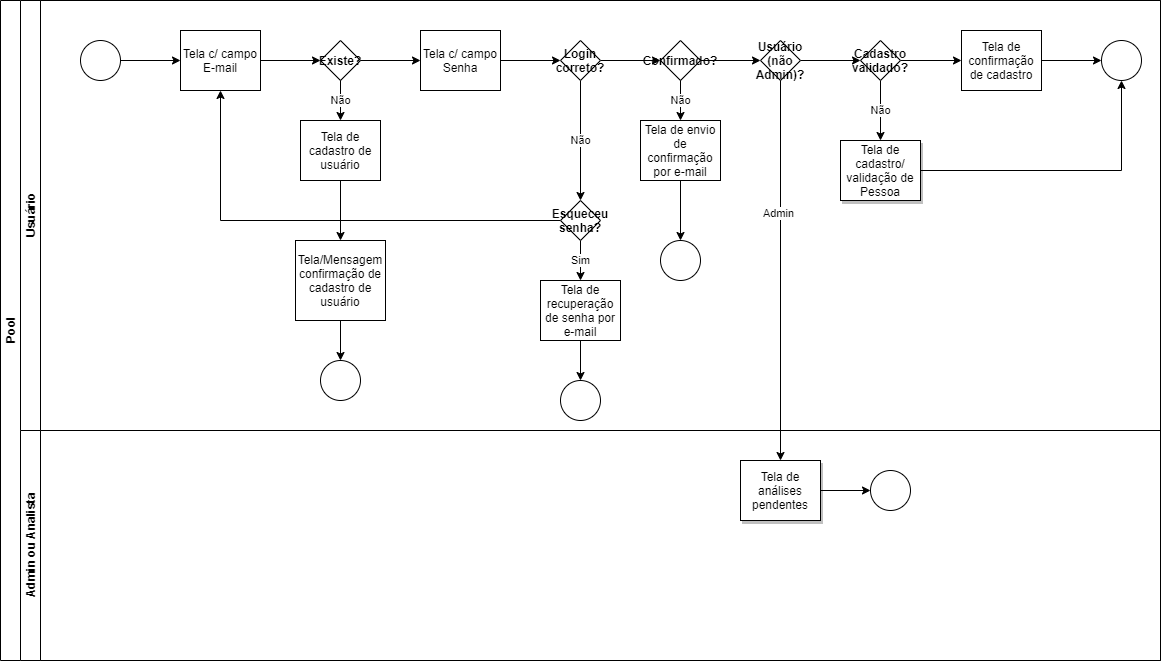 Pool
Usuário
Tela c/ campo
E-mail
Existe?
Tela c/ campo
Senha
Login
correto?
Confirmado?
Usuário
(não
Admin)?
Cadastro
validado?
Tela de
confirmação
de cadastro
Não
Tela de
cadastro de
usuário
Não
Não
Tela de envio
de
confirmação
por e-mail
Não
Tela de
cadastro/
validação de
Pessoa
Admin
Esqueceu
senha?
Tela/Mensagem
confirmação de
cadastro de
usuário
Sim
Tela de
recuperação
de senha por
e-mail
Admin ou Analista
Tela de
análises
pendentes